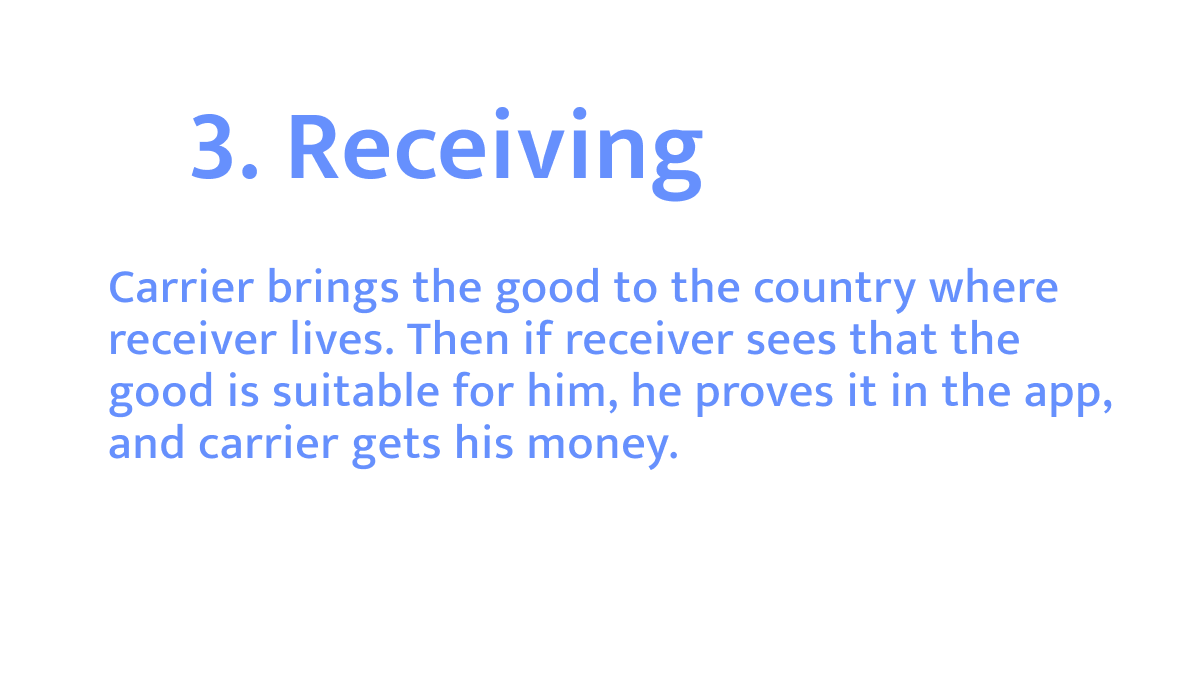 3. Receiving
Carrier brings the good to the country where
receiver lives. Then if receiver sees that the
good is suitable for him, he proves it in the app,
and carrier gets his money.